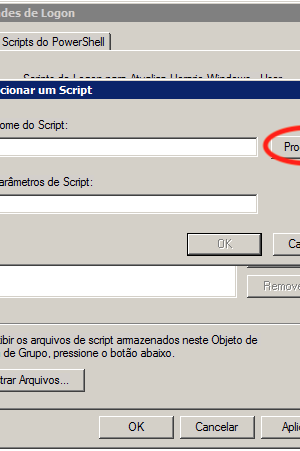 des de Logon
Scripts do PowerShell
Scripts de Logon para Atualiza Horario Windows - User
cionar um Script
ome do Script:
Pro
arâmetros de Script:
OK
Ca
Remove
ibir os arquivos de script armazenados neste Objeto de
de Grupo, pressione o botão abaixo.
trar Arquivos...
OK
Cancelar
Apli